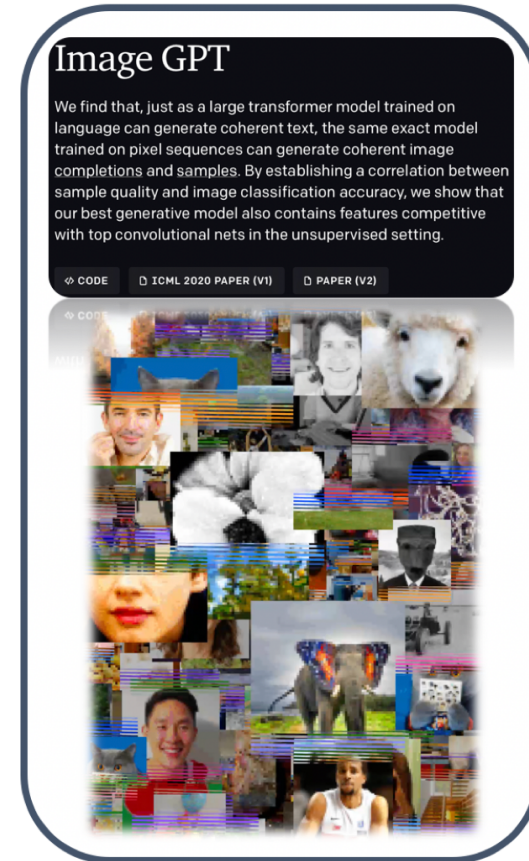 Image GPT
We find that, just as a large transformer model trained on
language can generate coherent text, the same exact model
trained on pixel sequences can generate coherent image
completions and samples. By establishing a correlation between
sample quality and image classification accuracy, we show that
our best generative model also contains features competitive
with top convolutional nets in the unsupervised setting.
CODE
ICML 2020 PAPER (V1)
PAPER (V2)